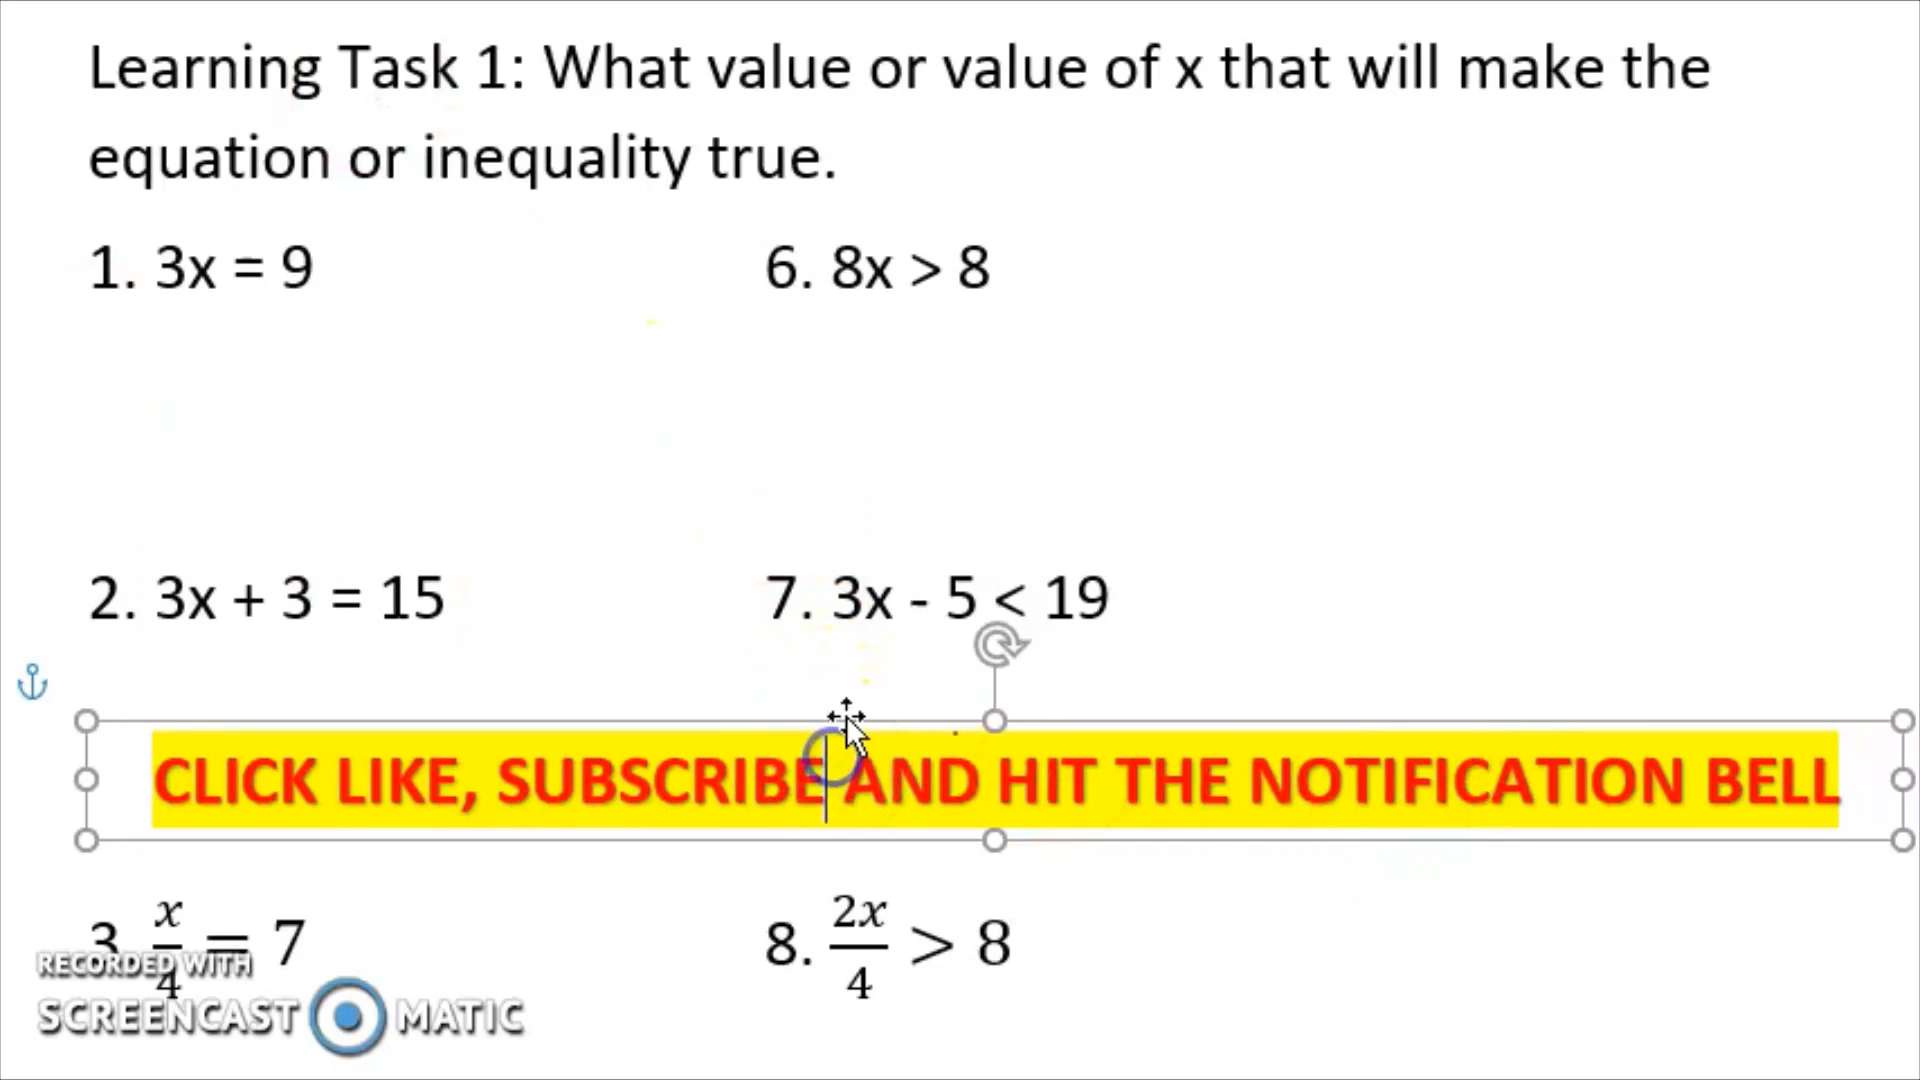 Learning Task 1: What value or value of x that will make the
equation or inequality true.
1. 3x = 9
6. 8x > 8
2. 3x + 3 = 15
7. 3x - 5 < 19
CLICK LIKE, SUBSCRIBE AND HIT THE NOTIFICATION BELL
3. x/4 = 7
8. 2x/4 > 8
RECORDED WITH
SCREENCAST MATIC